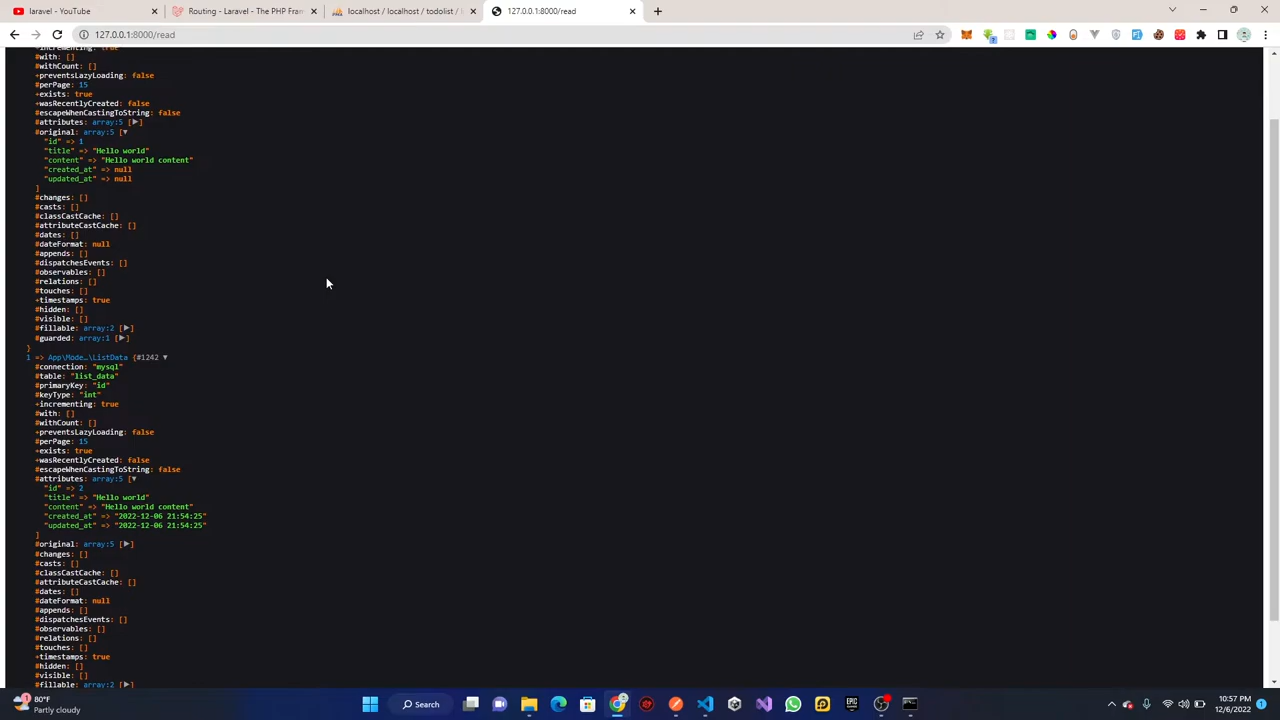 laravel - YouTube
Routing - Laravel - The PHP Fram
localhost / localhost / todolist / l
127.0.0.1:8000/read
127.0.0.1:8000/read
+incrementing: true
#with: []
#withCount: []
+preventsLazyLoading: false
#perPage: 15
+exists: true
+wasRecentlyCreated: false
#escapeWhenCastingToString: false
#attributes: array:5 [▶]
#original: array:5 [▼
"id" => 1
"title" => "Hello world"
"content" => "Hello world content"
"created_at" => null
"updated_at" => null
]
#changes: []
#casts: []
#classCastCache: []
#attributeCastCache: []
#dates: []
#dateFormat: null
#appends: []
#dispatchesEvents: []
#observables: []
#relations: []
#touches: []
+timestamps: true
#hidden: []
#visible: []
#fillable: array:2 [▶]
#guarded: array:1 [▶]
}
1 => App\Mode…\ListData {#1242 ▼
#connection: "mysql"
#table: "list_data"
#primaryKey: "id"
#keyType: "int"
+incrementing: true
#with: []
#withCount: []
+preventsLazyLoading: false
#perPage: 15
+exists: true
+wasRecentlyCreated: false
#escapeWhenCastingToString: false
#attributes: array:5 [▼
"id" => 2
"title" => "Hello world"
"content" => "Hello world content"
"created_at" => "2022-12-06 21:54:25"
"updated_at" => "2022-12-06 21:54:25"
]
#original: array:5 [▶]
#changes: []
#casts: []
#classCastCache: []
#attributeCastCache: []
#dates: []
#dateFormat: null
#appends: []
#dispatchesEvents: []
#observables: []
#relations: []
#touches: []
+timestamps: true
#hidden: []
#visible: []
#fillable: array:2 [▶]
80°F
Partly cloudy
Search
10:57 PM
12/6/2022